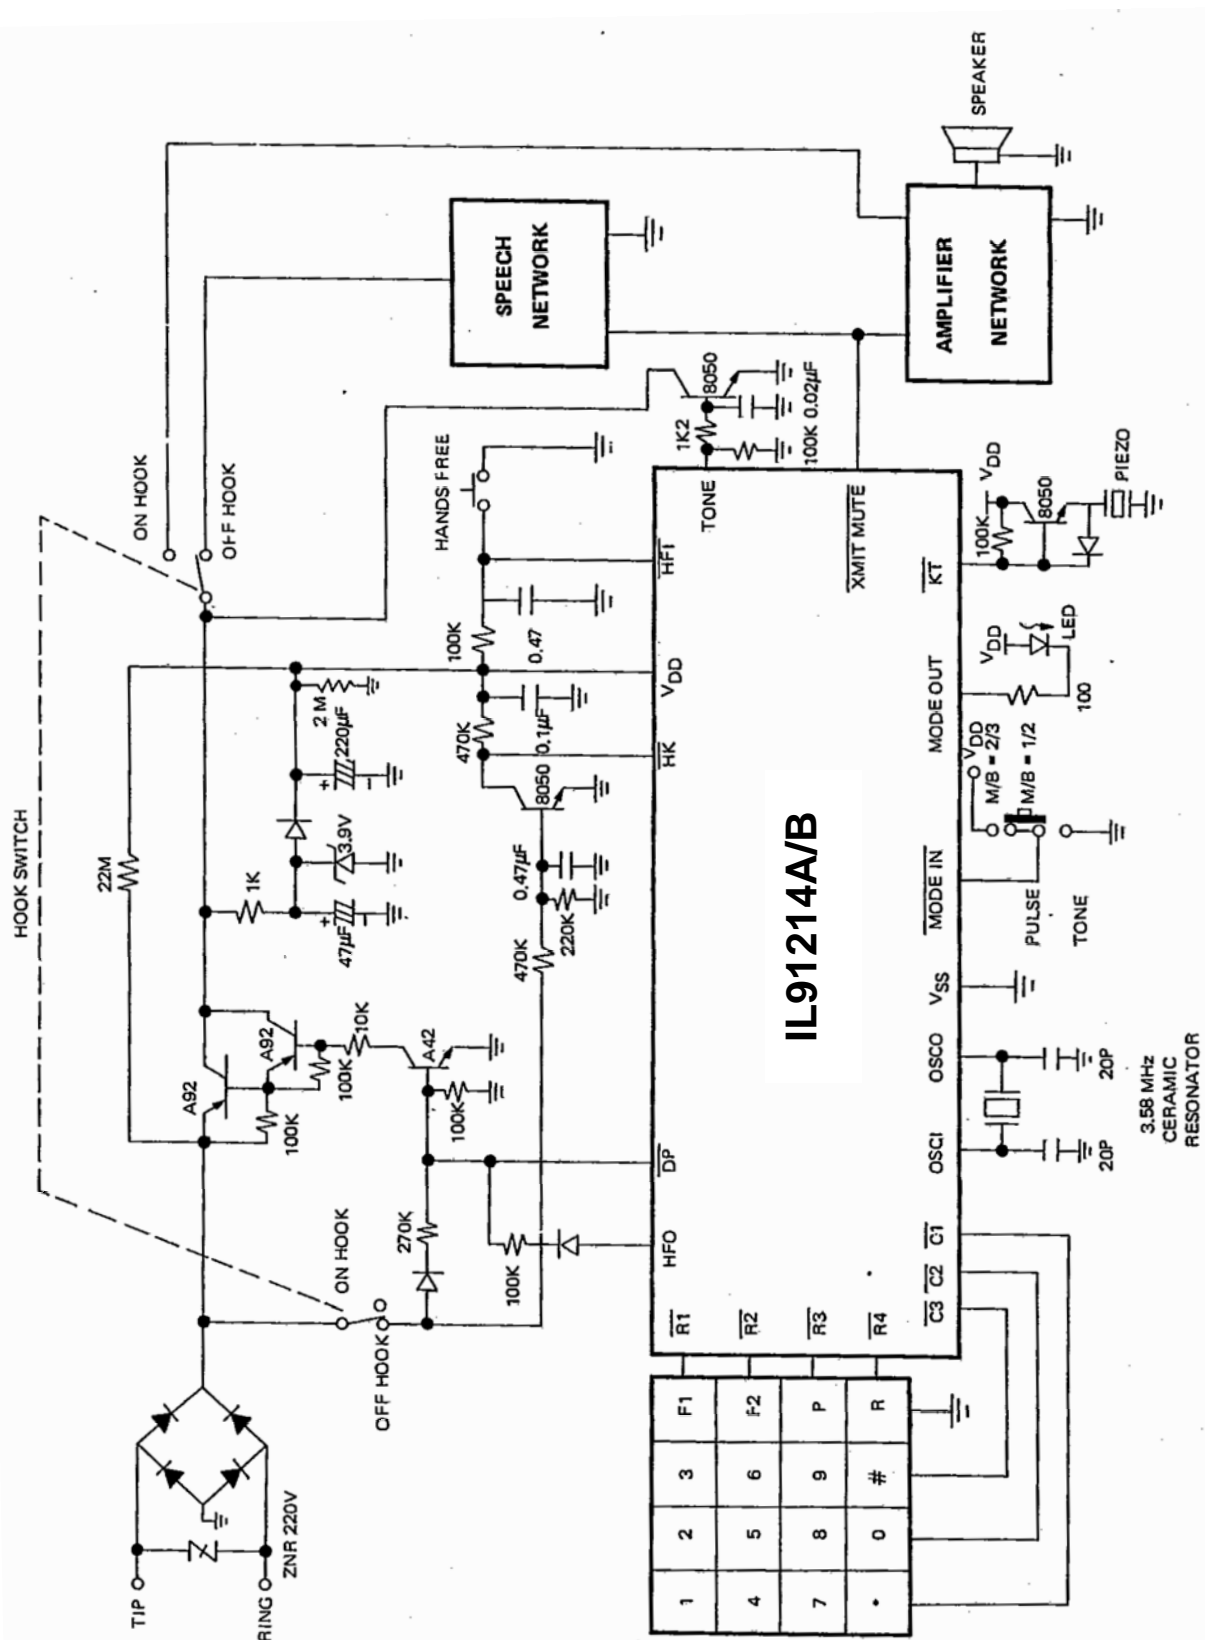 HOOK SWITCH
ON HOOK
OFF HOOK
22M
A92
A92
100K
100K
10K
A42
100K
1K
47µF
3.9V
220µF
2 M
TIP
RING
ZNR 220V
ON HOOK
OFF HOOK
270K
100K
470K
220K
0.47µF
8050
470K
0.1µF
100K
0.47
HANDS FREE
SPEECH
NETWORK
1K2
8050
100K
0.02µF
AMPLIFIER
NETWORK
SPEAKER
HFO
DP
HK
VDD
HFI
TONE
XMIT MUTE
IL91214A/B
R1
R2
R3
R4
C3
C2
C1
OSCI
OSCO
VSS
MODE IN
MODE OUT
KT
1
2
3
F1
4
5
6
F2
7
8
9
P
*
0
#
R
20P
20P
3.58 MHz
CERAMIC
RESONATOR
PULSE
TONE
VDD
M/B = 2/3
M/B = 1/2
VDD
LED
100
100K
VDD
8050
PIEZO